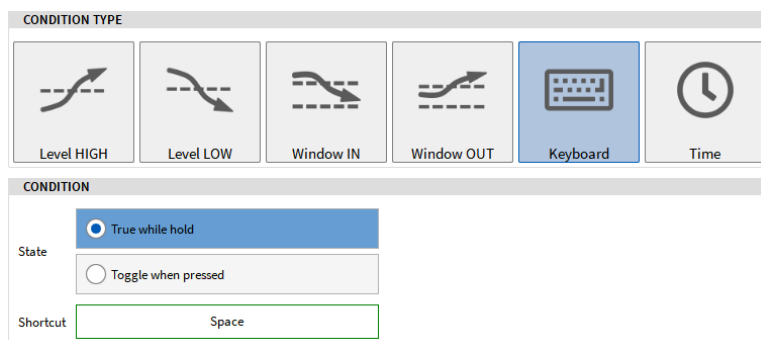 CONDITION TYPE
Level HIGH
Level LOW
Window IN
Window OUT
Keyboard
Time
CONDITION
State
True while hold
Toggle when pressed
Shortcut
Space